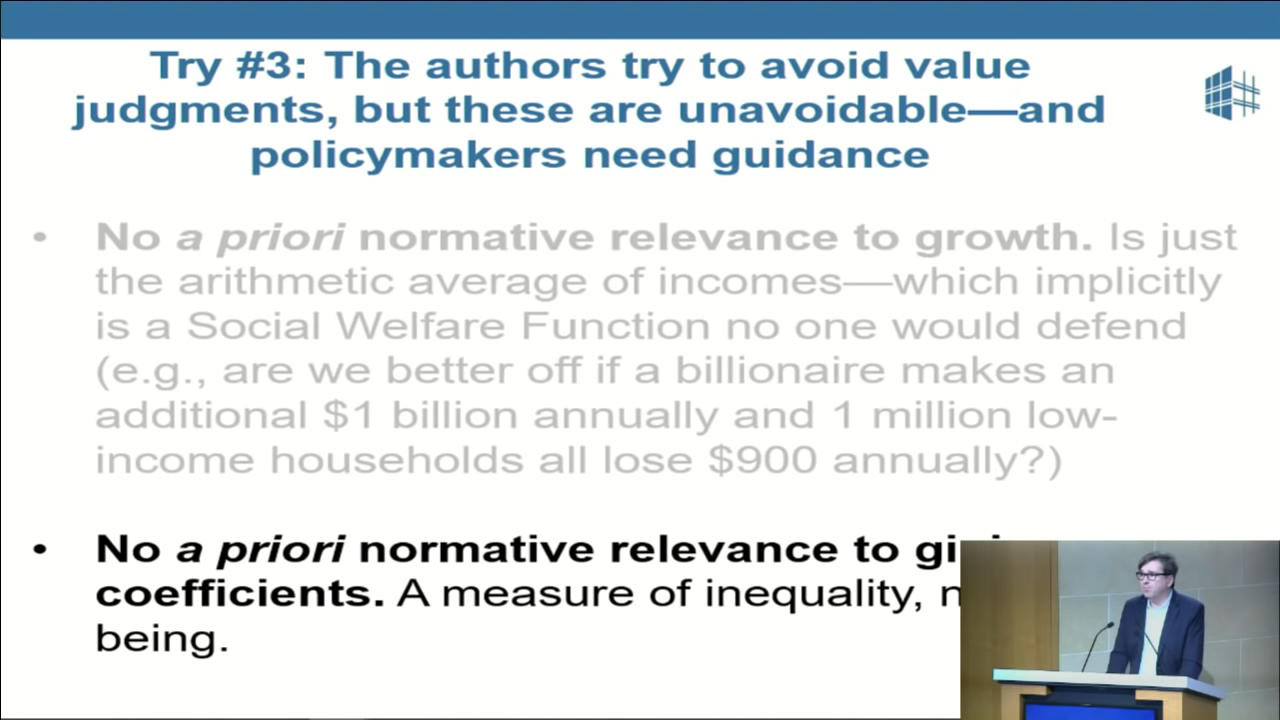 Try #3: The authors try to avoid value
judgments, but these are unavoidable—and
policymakers need guidance
• No a priori normative relevance to growth. Is just
the arithmetic average of incomes—which implicitly
is a Social Welfare Function no one would defend
(e.g., are we better off if a billionaire makes an
additional $1 billion annually and 1 million low-
income households all lose $900 annually?)
• No a priori normative relevance to
coefficients. A measure of inequality,
being.